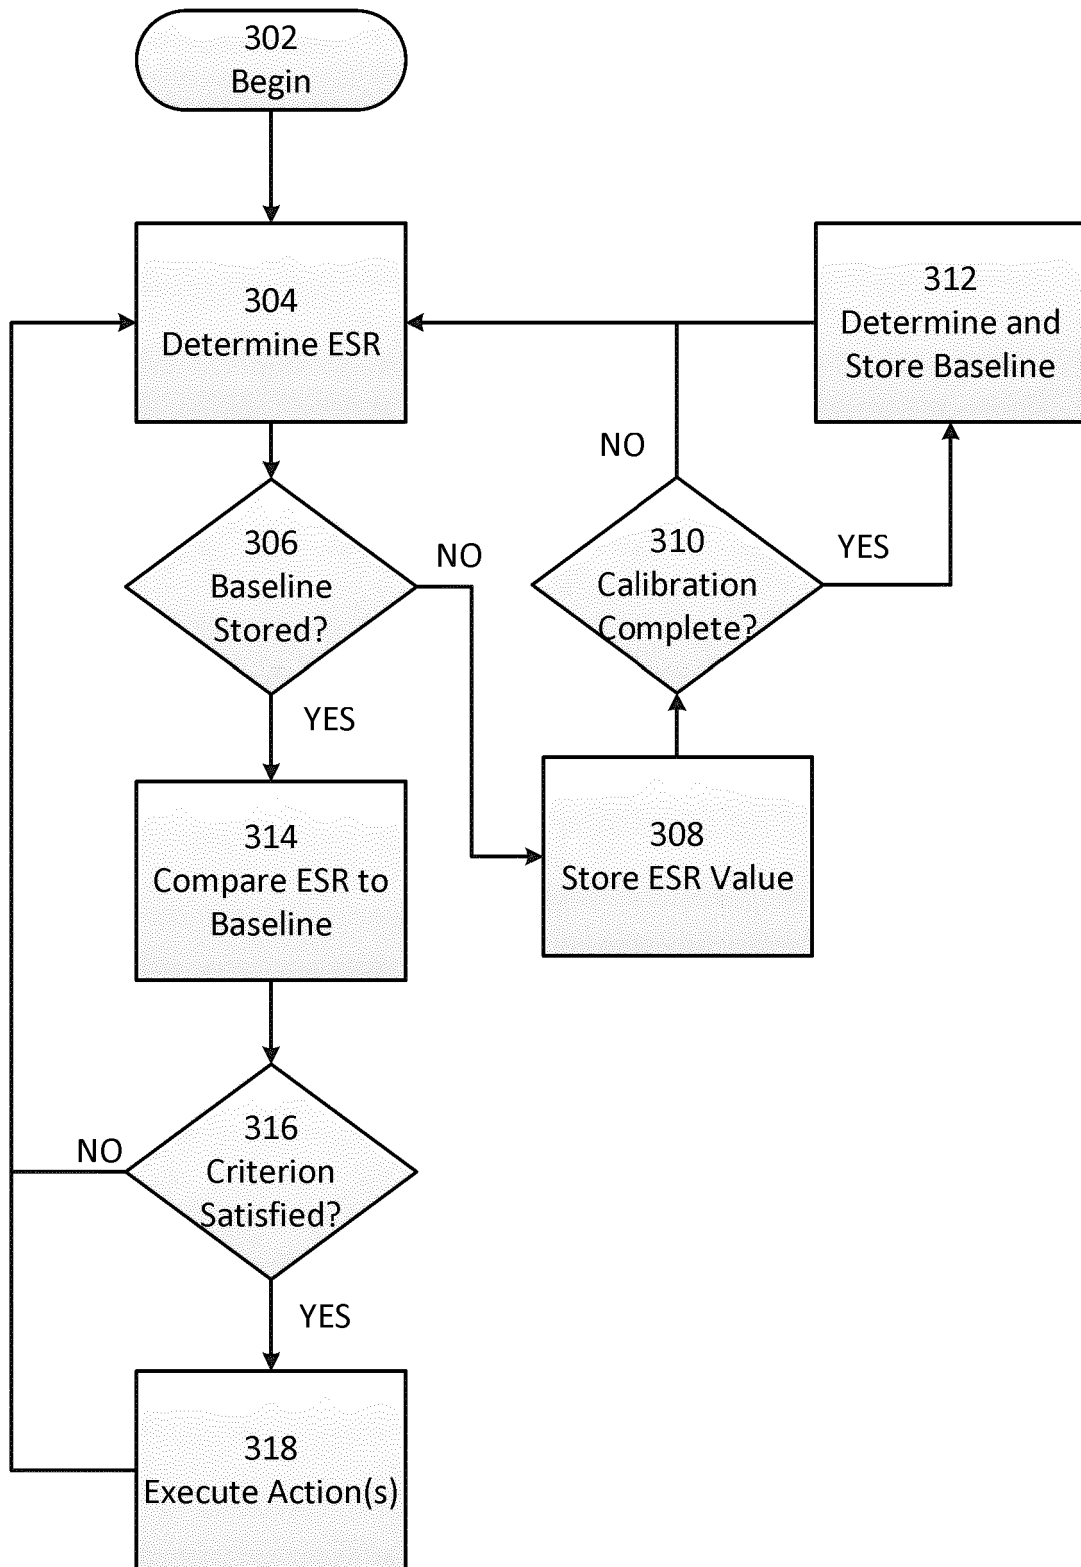 302
Begin
304
Determine ESR
306
Baseline
Stored?
NO
YES
308
Store ESR Value
310
Calibration
Complete?
NO
YES
312
Determine and
Store Baseline
314
Compare ESR to
Baseline
316
Criterion
Satisfied?
NO
YES
318
Execute Action(s)